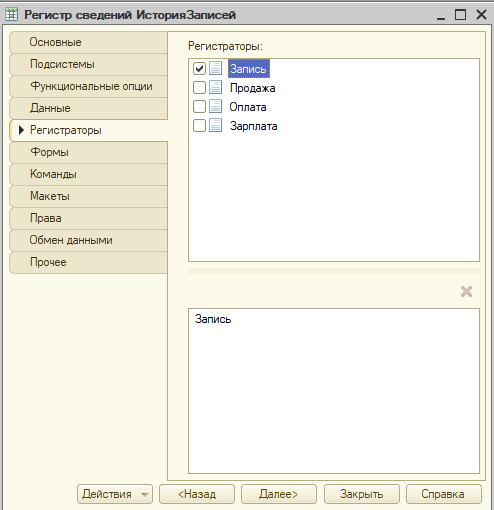 Регистр сведений ИсторияЗаписей
Основные
Подсистемы
Функциональные опции
Данные
Регистраторы
Формы
Команды
Макеты
Права
Обмен данными
Прочее
Регистраторы:
Запись
Продажа
Оплата
Зарплата
Запись
Действия
<Назад
Далее>
Закрыть
Справка